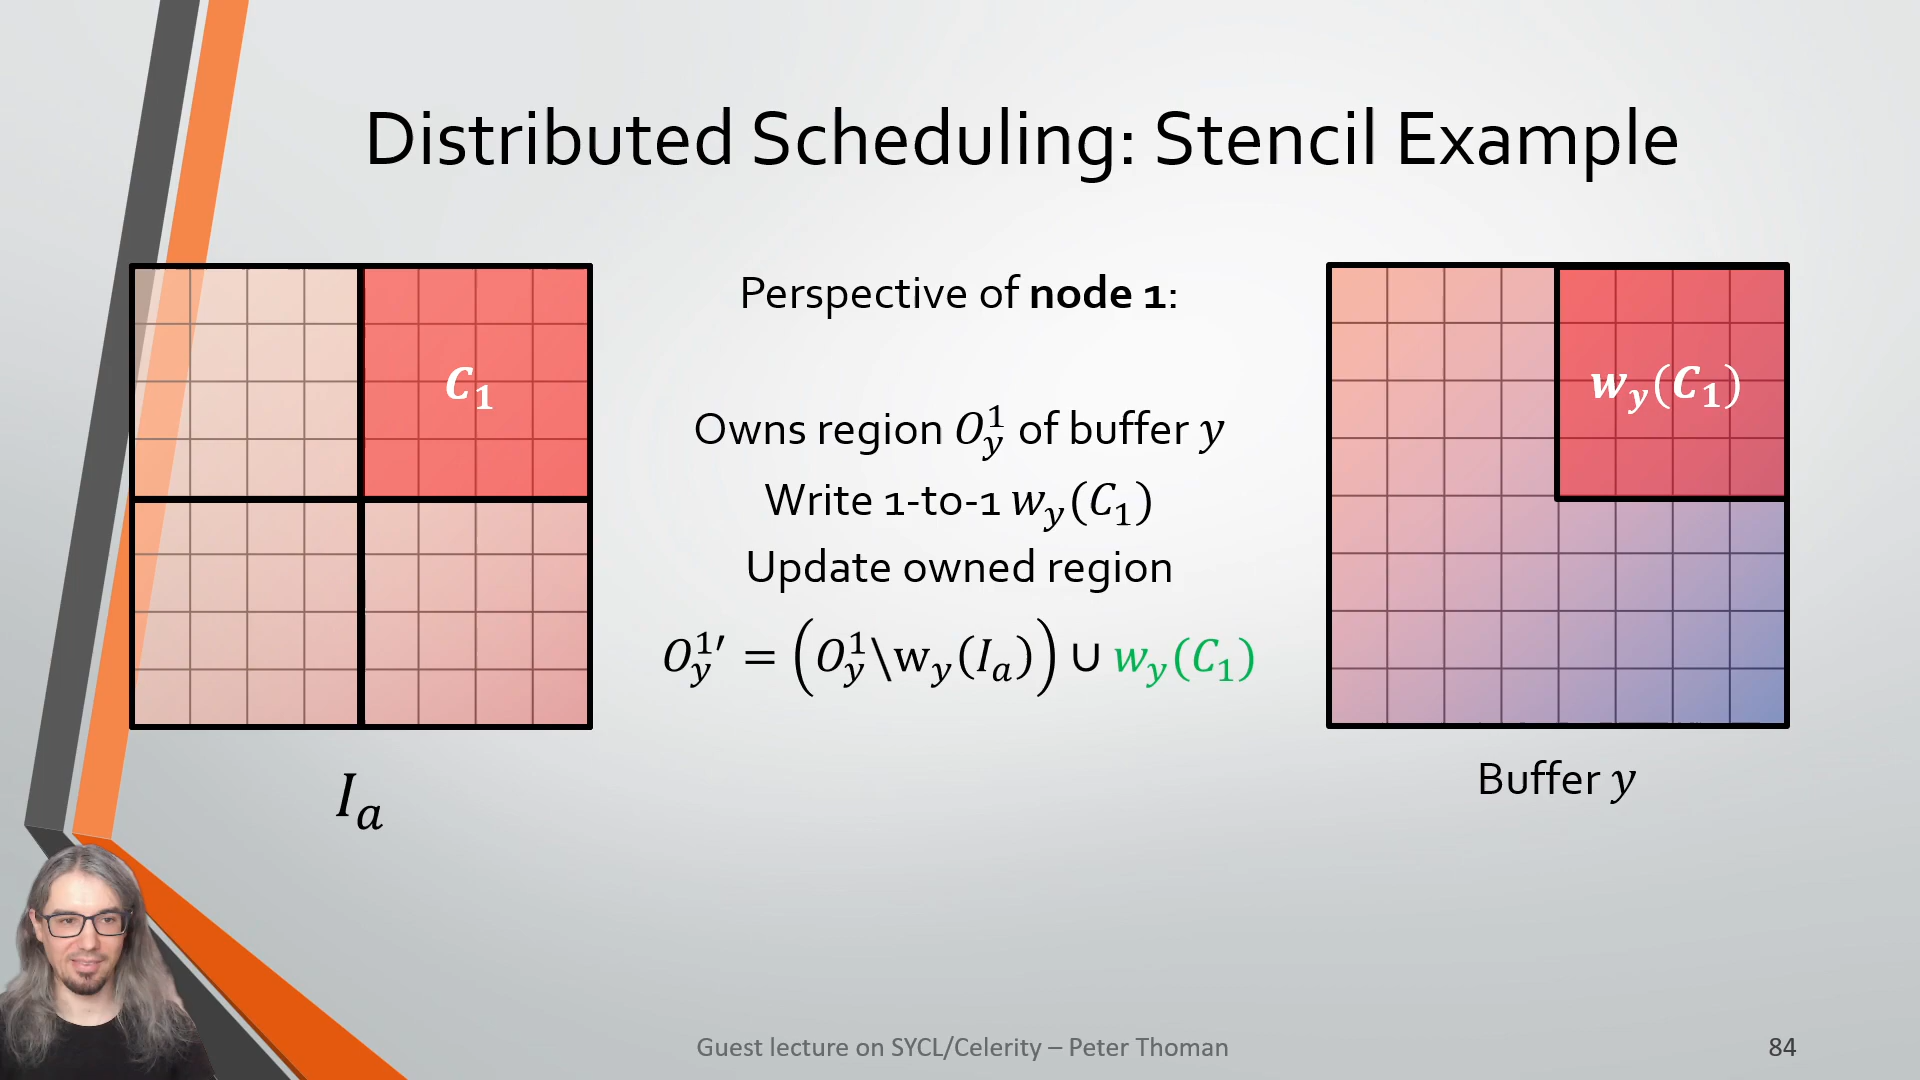 Distributed Scheduling: Stencil Example
C₁
Perspective of node 1:
Owns region O_y^1 of buffer y
Write 1-to-1 w_y(C₁)
Update owned region
O_y^1′ = (O_y^1\w_y(I_a)) ∪ w_y(C₁)
w_y(C₁)
I_a
Buffer y
Guest lecture on SYCL/Celerity – Peter Thoman
84